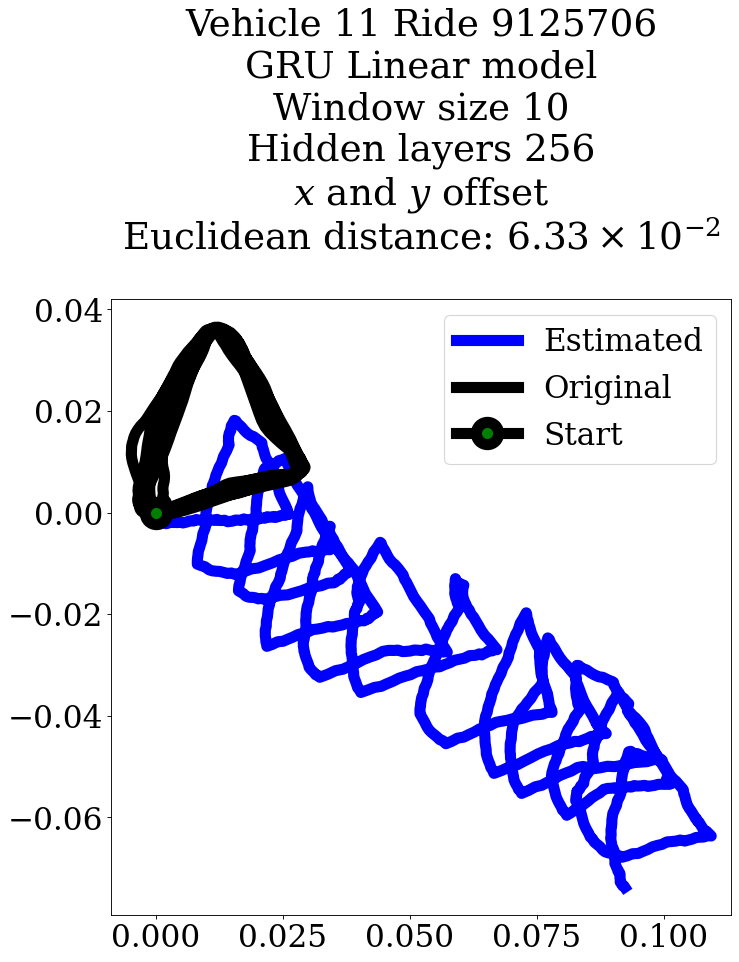 Vehicle 11 Ride 9125706
GRU Linear model
Window size 10
Hidden layers 256
x and y offset
Euclidean distance: 6.33 × 10⁻²
0.04
0.02
0.00
−0.02
−0.04
−0.06
Estimated
Original
Start
0.000 0.025 0.050 0.075 0.100